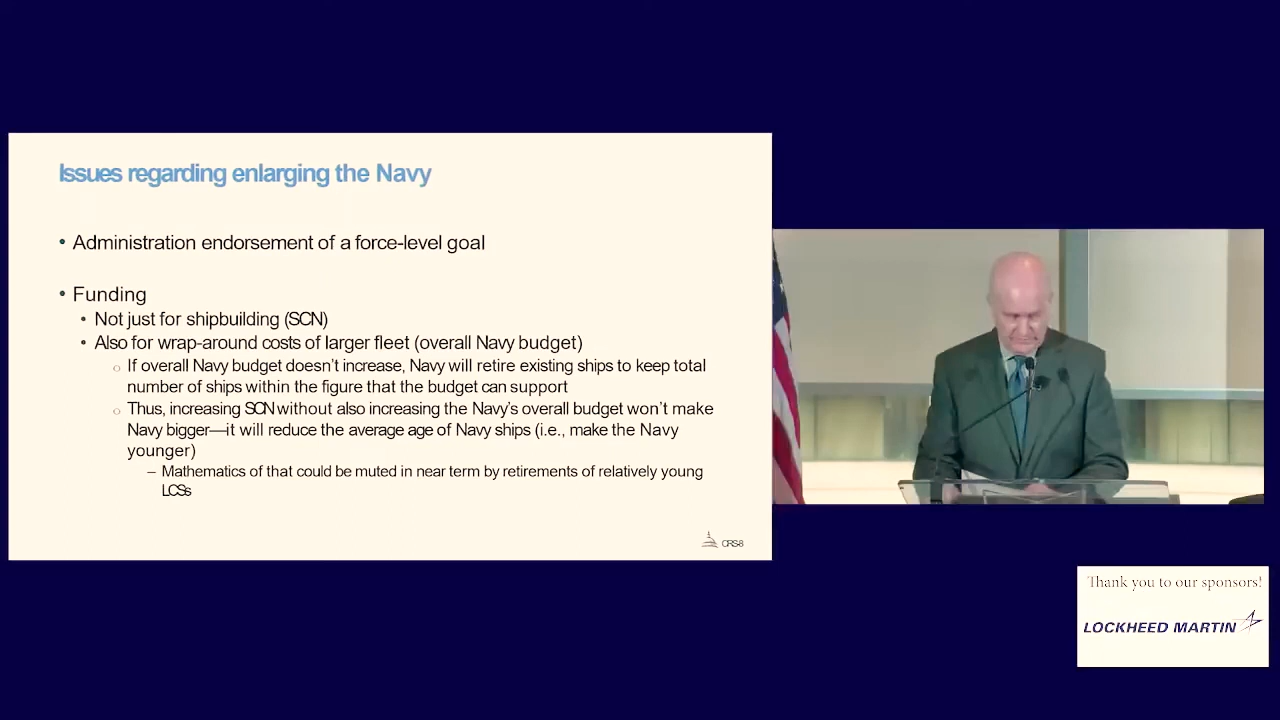 Issues regarding enlarging the Navy
• Administration endorsement of a force-level goal
• Funding
• Not just for shipbuilding (SCN)
• Also for wrap-around costs of larger fleet (overall Navy budget)
○ If overall Navy budget doesn't increase, Navy will retire existing ships to keep total
number of ships within the figure that the budget can support
○ Thus, increasing SCN without also increasing the Navy's overall budget won't make
Navy bigger—it will reduce the average age of Navy ships (i.e., make the Navy
younger)
– Mathematics of that could be muted in near term by retirements of relatively young
LCSs
CRS-8
Thank you to our sponsors!
LOCKHEED MARTIN